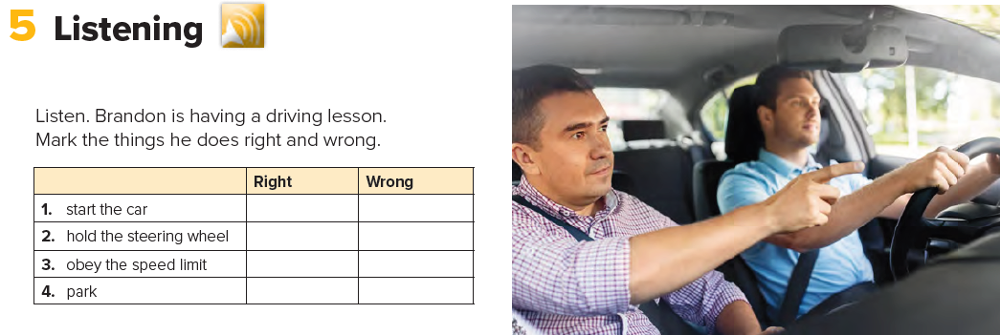 5 Listening
Listen. Brandon is having a driving lesson.
Mark the things he does right and wrong.
Right Wrong
1. start the car
2. hold the steering wheel
3. obey the speed limit
4. park